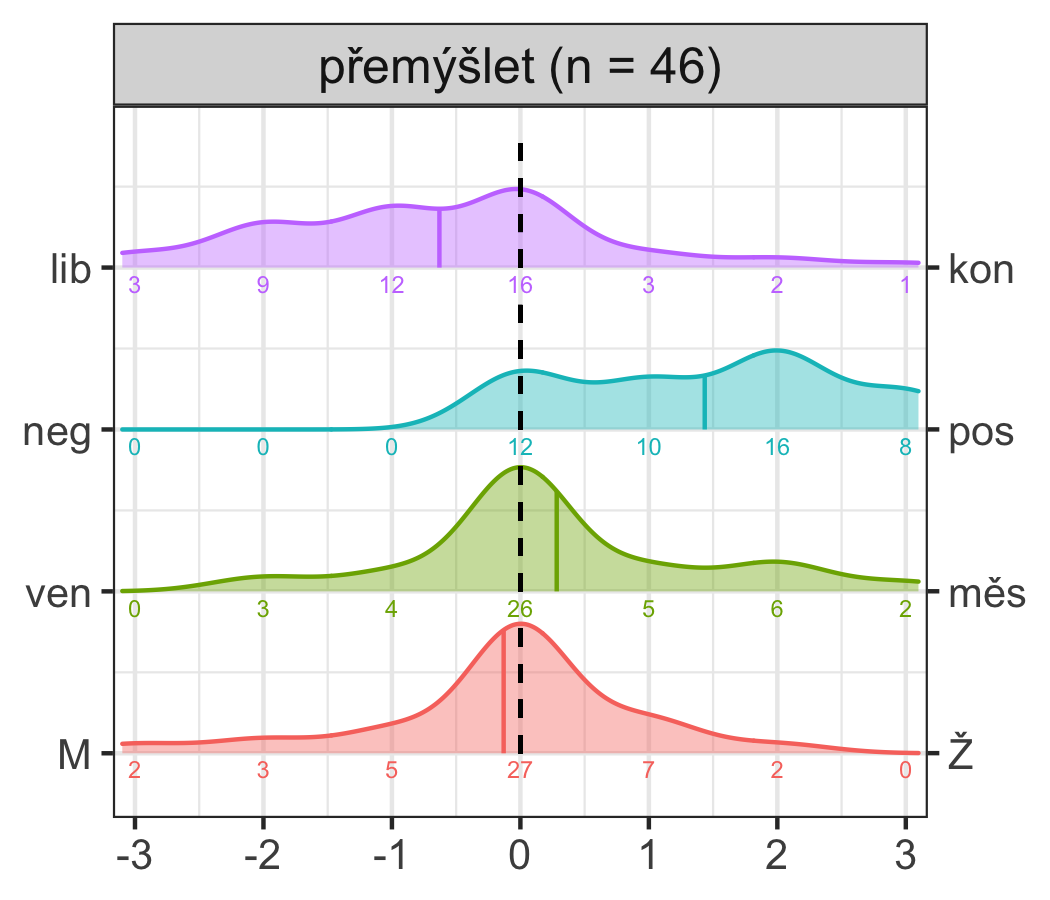 přemýšlet (n = 46)
lib kon
3 9 12 16 3 2 1
neg pos
0 0 0 12 10 16 8
ven měs
0 3 4 26 5 6 2
M Ž
2 3 5 27 7 2 0
-3 -2 -1 0 1 2 3